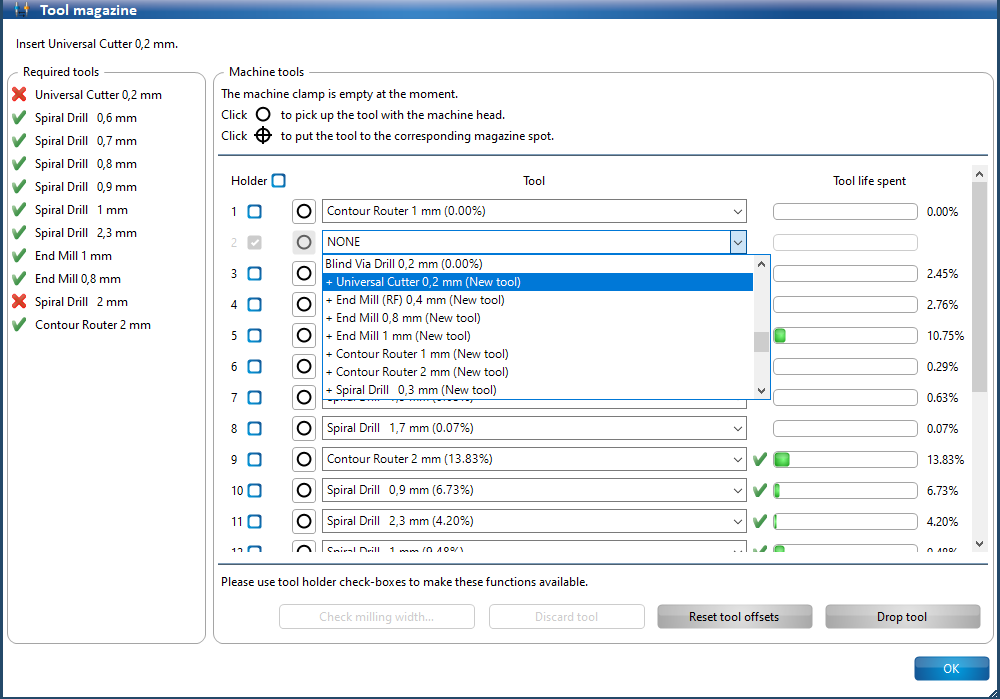 Tool magazine
Insert Universal Cutter 0,2 mm.
Required tools
Universal Cutter 0,2 mm
Spiral Drill 0,6 mm
Spiral Drill 0,7 mm
Spiral Drill 0,8 mm
Spiral Drill 0,9 mm
Spiral Drill 1 mm
Spiral Drill 2,3 mm
End Mill 1 mm
End Mill 0,8 mm
Spiral Drill 2 mm
Contour Router 2 mm
Machine tools
The machine clamp is empty at the moment.
Click to pick up the tool with the machine head.
Click to put the tool to the corresponding magazine spot.
Holder Tool Tool life spent
1 Contour Router 1 mm (0.00%) 0.00%
2 NONE
Blind Via Drill 0,2 mm (0.00%)
3 + Universal Cutter 0,2 mm (New tool) 2.45%
+ End Mill (RF) 0,4 mm (New tool)
4 + End Mill 0,8 mm (New tool) 2.76%
5 + End Mill 1 mm (New tool) 10.75%
+ Contour Router 1 mm (New tool)
6 + Contour Router 2 mm (New tool) 0.29%
+ Spiral Drill 0,3 mm (New tool)
7 0.63%
8 Spiral Drill 1,7 mm (0.07%) 0.07%
9 Contour Router 2 mm (13.83%) 13.83%
10 Spiral Drill 0,9 mm (6.73%) 6.73%
11 Spiral Drill 2,3 mm (4.20%) 4.20%
12 Spiral Drill 1 mm (9.48%) 9.48%
Please use tool holder check-boxes to make these functions available.
Check milling width... Discard tool Reset tool offsets Drop tool
OK